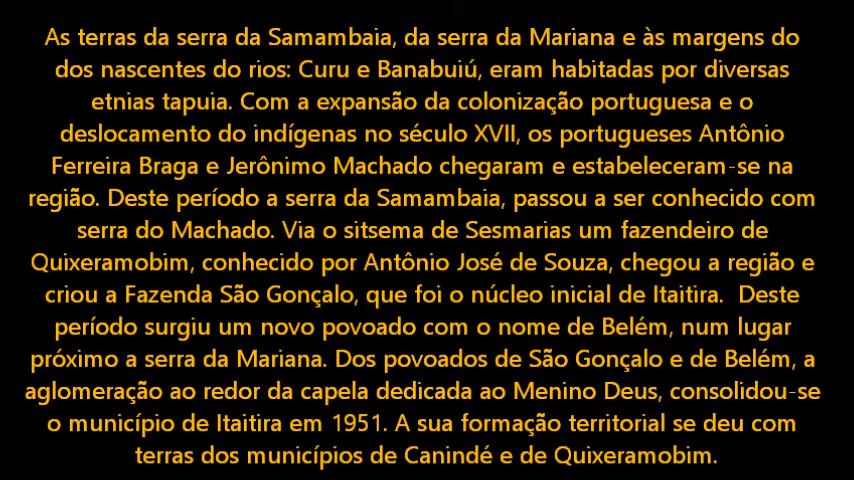 As terras da serra da Samambaia, da serra da Mariana e às margens do
dos nascentes do rios: Curu e Banabuiú, eram habitadas por diversas
etnias tapuia. Com a expansão da colonização portuguesa e o
deslocamento do indígenas no século XVII, os portugueses Antônio
Ferreira Braga e Jerônimo Machado chegaram e estabeleceram-se na
região. Deste período a serra da Samambaia, passou a ser conhecido com
serra do Machado. Via o sitsema de Sesmarias um fazendeiro de
Quixeramobim, conhecido por Antônio José de Souza, chegou a região e
criou a Fazenda São Gonçalo, que foi o núcleo inicial de Itaitira.  Deste
período surgiu um novo povoado com o nome de Belém, num lugar
próximo a serra da Mariana. Dos povoados de São Gonçalo e de Belém, a
aglomeração ao redor da capela dedicada ao Menino Deus, consolidou-se
o município de Itaitira em 1951. A sua formação territorial se deu com
terras dos municípios de Canindé e de Quixeramobim.